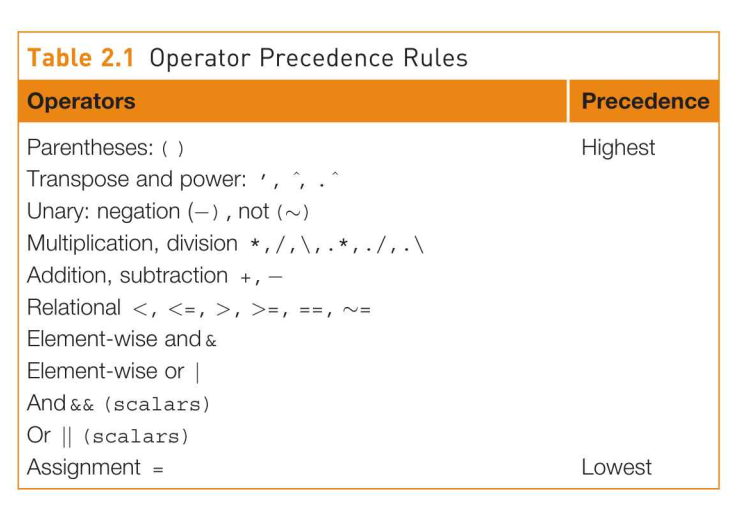 Table 2.1 Operator Precedence Rules
Operators Precedence
Parentheses: ( ) Highest
Transpose and power: ’, ^, .^
Unary: negation (−), not (∼)
Multiplication, division *,/,\,.*,./,.\
Addition, subtraction +, −
Relational <, <=, >, >=, ==, ∼=
Element-wise and &
Element-wise or |
And && (scalars)
Or || (scalars)
Assignment = Lowest